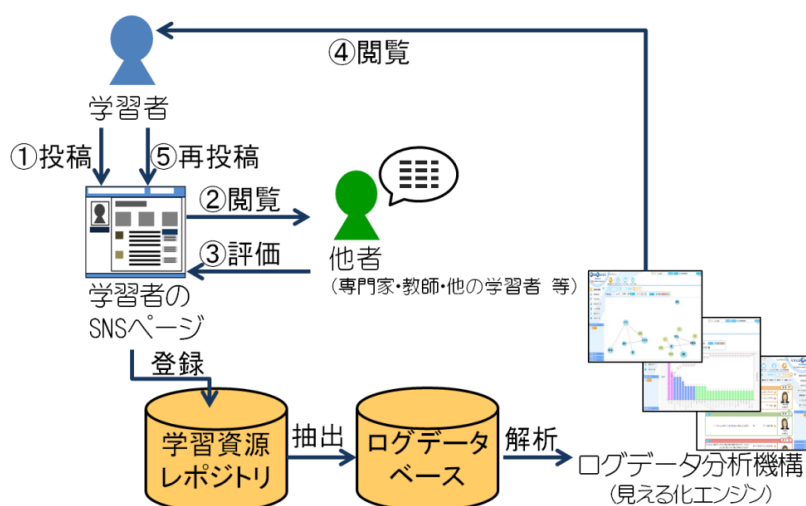 ④閲覧
学習者
①投稿
⑤再投稿
②閲覧
③評価
他者
(専門家・教師・他の学習者 等)
学習者の
SNSページ
登録
学習資源
レポジトリ
抽出
ログデータ
ベース
解析
ログデータ分析機構
(見える化エンジン)